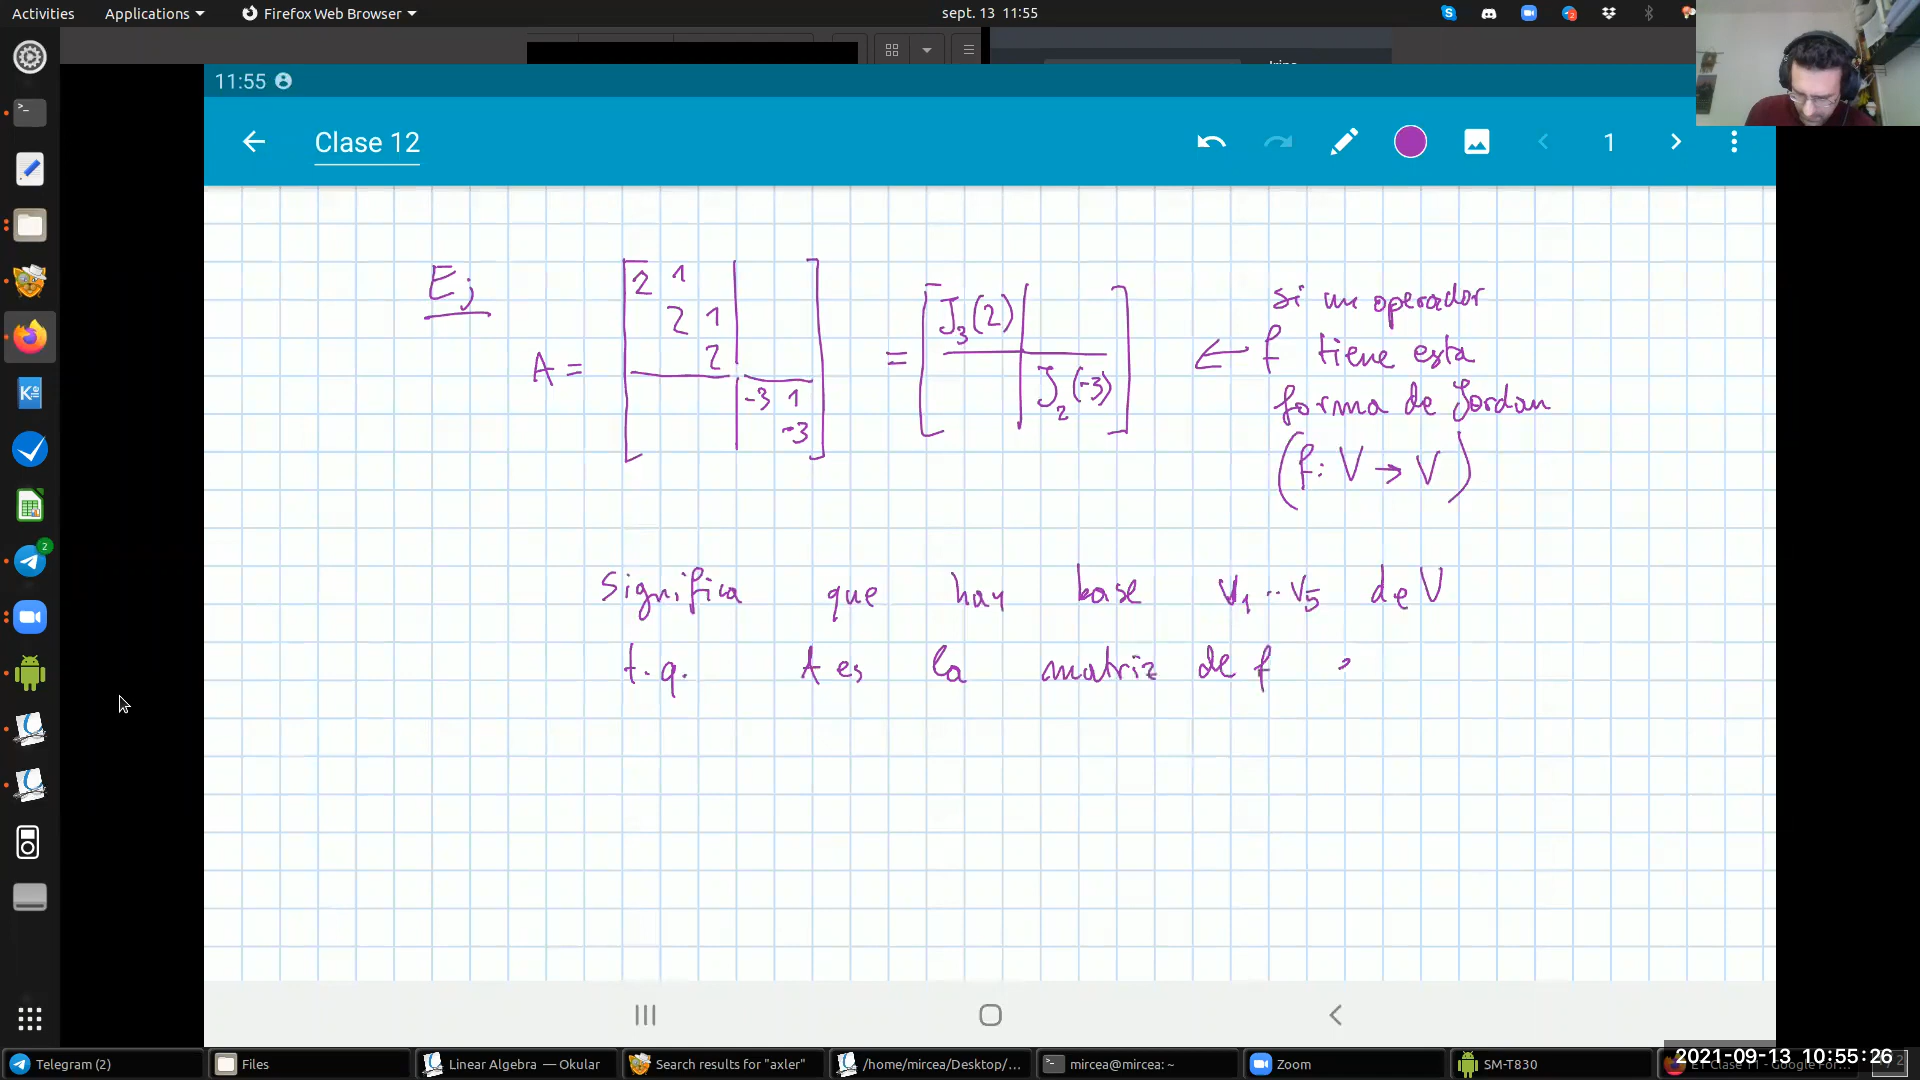 Activities Applications Firefox Web Browser sept. 13 11:55
11:55
Clase 12 1
Ej
A = [2 1 | ; 2 1 | ; 2 | ; | -3 1 ; | -3] = [J₃(2) | ; | J₂(-3)] ←
si un operador
f tiene esta
forma de Jordan
(f: V → V)
Significa que hay base v₁..v₅ de V
t.q. A es la matriz de f
Telegram (2) Files Linear Algebra — Okular Search results for "axler" /home/mircea/Desktop/... mircea@mircea: ~ Zoom SM-T830
2021-09-13 10:55:26